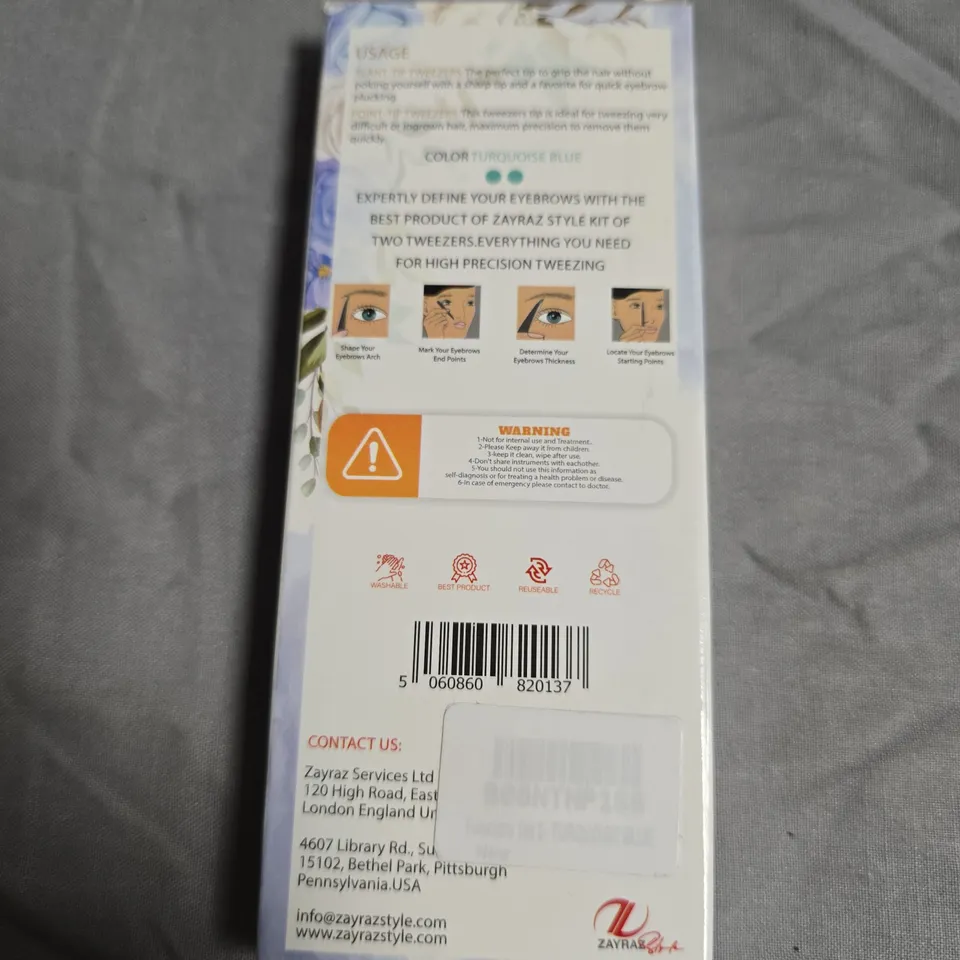 USAGE
SLANT TIP TWEEZERS The perfect tip to grip the hair without
poking yourself with a sharp tip and a favorite for quick eyebrow
plucking
POINT TIP TWEEZERS This tweezers tip is ideal for tweezing very
difficult or ingrown hair, maximum precision to remove them
quickly.
COLOR TURQUOISE BLUE
EXPERTLY DEFINE YOUR EYEBROWS WITH THE
BEST PRODUCT OF ZAYRAZ STYLE KIT OF
TWO TWEEZERS.EVERYTHING YOU NEED
FOR HIGH PRECISION TWEEZING
Shape Your
Eyebrows Arch
Mark Your Eyebrows
End Points
Determine Your
Eyebrows Thickness
Locate Your Eyebrows
Starting Points
WARNING
1-Not for internal use and Treatment.
2-Please Keep away it from children.
3-keep it clean, wipe after use.
4-Don't share instruments with eachother.
5-You should not use this information as
self-diagnosis or for treating a health problem or disease.
6-In case of emergency please contact to doctor.
WASHABLE
BEST PRODUCT
REUSEABLE
RECYCLE
5 060860 820137
CONTACT US:
Zayraz Services Ltd
120 High Road, East
London England
4607 Library Rd.,
15102, Bethel Park, Pittsburgh
Pennsylvania.USA
info@zayrazstyle.com
www.zayrazstyle.com
ZAYRAZ Style